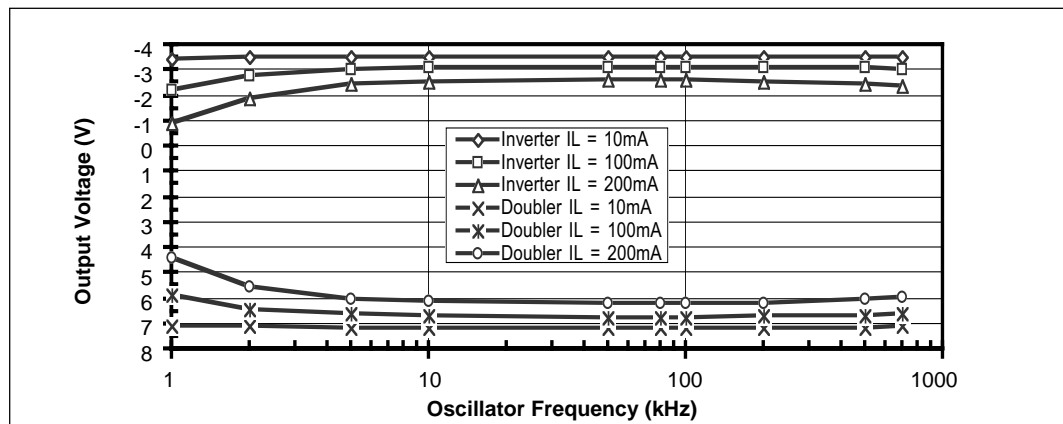 -4
-3
-2
-1
0
1
2
3
4
5
6
7
8
Output Voltage (V)
Inverter IL = 10mA
Inverter IL = 100mA
Inverter IL = 200mA
Doubler IL = 10mA
Doubler IL = 100mA
Doubler IL = 200mA
1 10 100 1000
Oscillator Frequency (kHz)